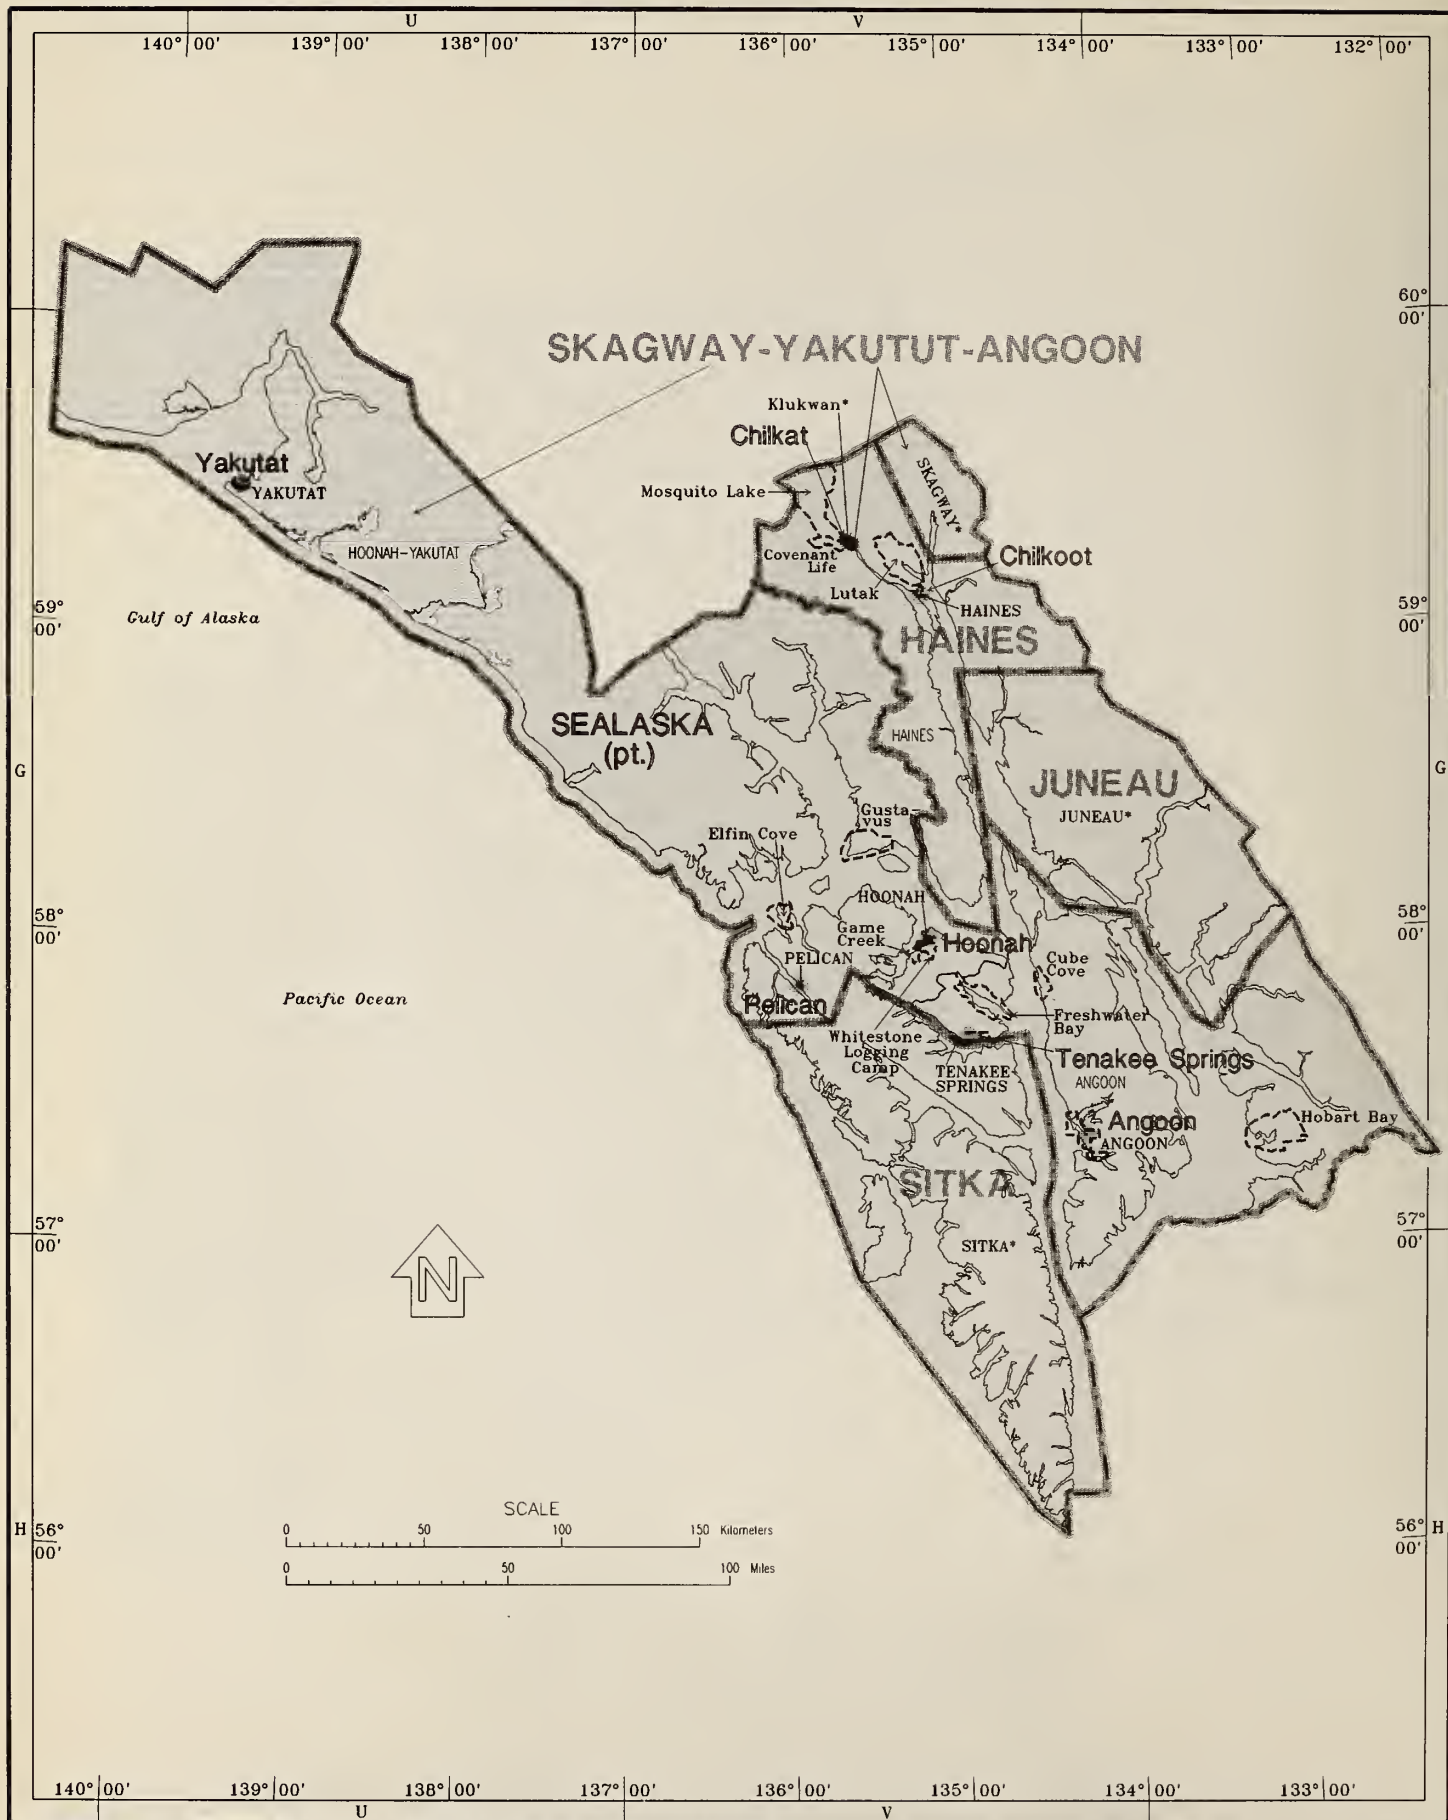 U V
140° 00' 139° 00' 138° 00' 137° 00' 136° 00' 135° 00' 134° 00' 133° 00' 132° 00'
60°
00'
SKAGWAY-YAKUTUT-ANGOON
Klukwan*
Chilkat
Yakutat
YAKUTAT
Mosquito Lake
SKAGWAY*
HOONAH-YAKUTAT
Covenant
Life
Chilkoot
Lutak
HAINES
59°
00'
Gulf of Alaska
59°
00'
HAINES
SEALASKA
(pt.)
HAINES
G
G
JUNEAU
JUNEAU*
Gusta-
vus
Elfin Cove
HOONAH
58°
00'
58°
00'
Game
Creek
Hoonah
PELICAN
Cube
Cove
Pacific Ocean
Pelican
Freshwater
Bay
Whitestone
Logging
Camp
Tenakee Springs
TENAKEE
SPRINGS
ANGOON
Angoon
ANGOON
Hobart Bay
SITKA
57°
00'
57°
00'
SITKA*
N
SCALE
0 50 100 150 Kilometers
0 50 100 Miles
H 56°
00'
56° H
00'
140° 00' 139° 00' 138° 00' 137° 00' 136° 00' 135° 00' 134° 00' 133° 00'
U V